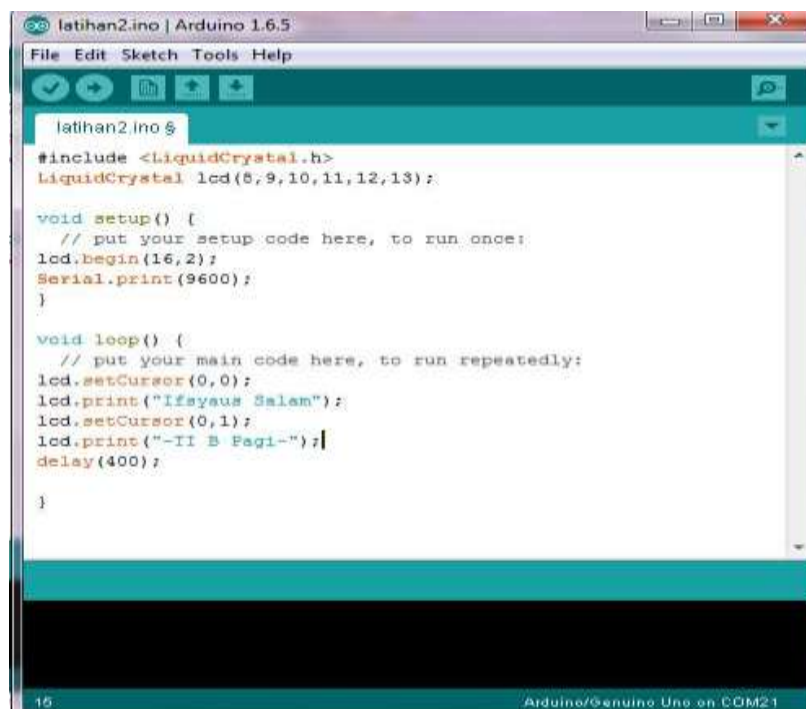 latihan2.ino | Arduino 1.6.5
File Edit Sketch Tools Help
latihan2.ino §
#include <LiquidCrystal.h>
LiquidCrystal lcd(8,9,10,11,12,13);
void setup() {
// put your setup code here, to run once:
lcd.begin(16,2);
Serial.print(9600);
}
void loop() {
// put your main code here, to run repeatedly:
lcd.setCursor(0,0);
lcd.print("Ifsyaus Salam");
lcd.setCursor(0,1);
lcd.print("-TI B Pagi-");
delay(400);
}
15
Arduino/Genuino Uno on COM21